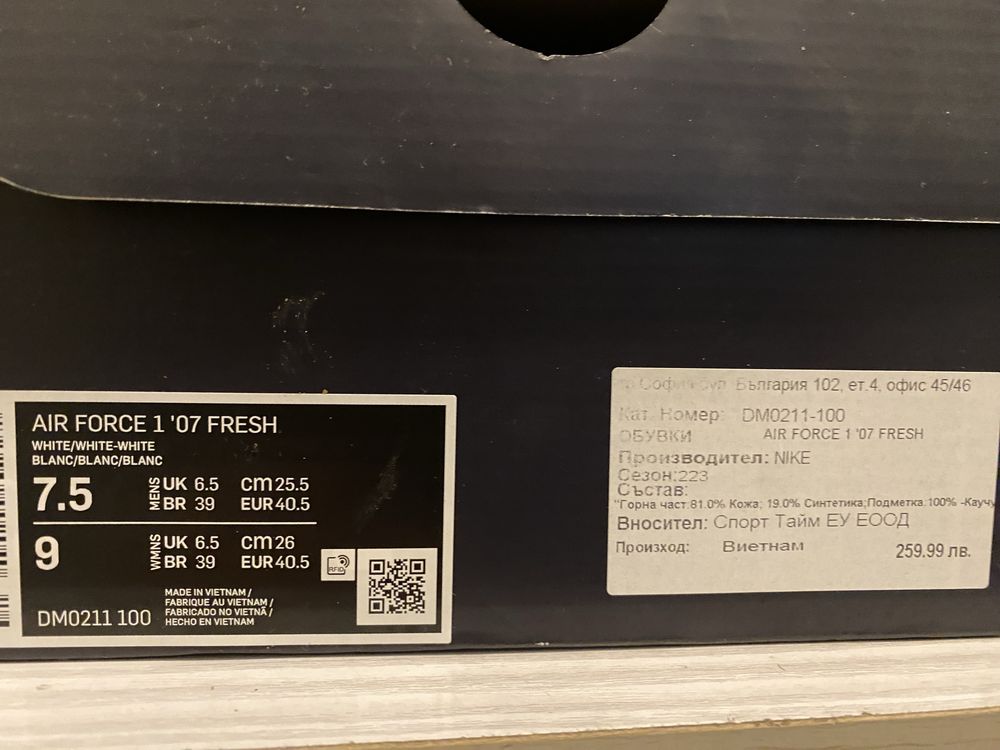 AIR FORCE 1 '07 FRESH
WHITE/WHITE-WHITE
BLANC/BLANC/BLANC
7.5 MENS UK 6.5 cm 25.5
BR 39 EUR 40.5
9 WMNS UK 6.5 cm 26
BR 39 EUR 40.5
RFID
DM0211 100
MADE IN VIETNAM /
FABRIQUE AU VIETNAM /
FABRICADO NO VIETNÃ /
HECHO EN VIETNAM
София бул. България 102, ет.4, офис 45/46
Кат. Номер: DM0211-100
ОБУВКИ AIR FORCE 1 '07 FRESH
Производител: NIKE
Сезон:223
Състав:
"Горна част 81.0% Кожа; 19.0% Синтетика;Подметка 100% -Каучу
Вносител: Спорт Тайм ЕУ ЕООД
Произход: Виетнам 259.99 лв.